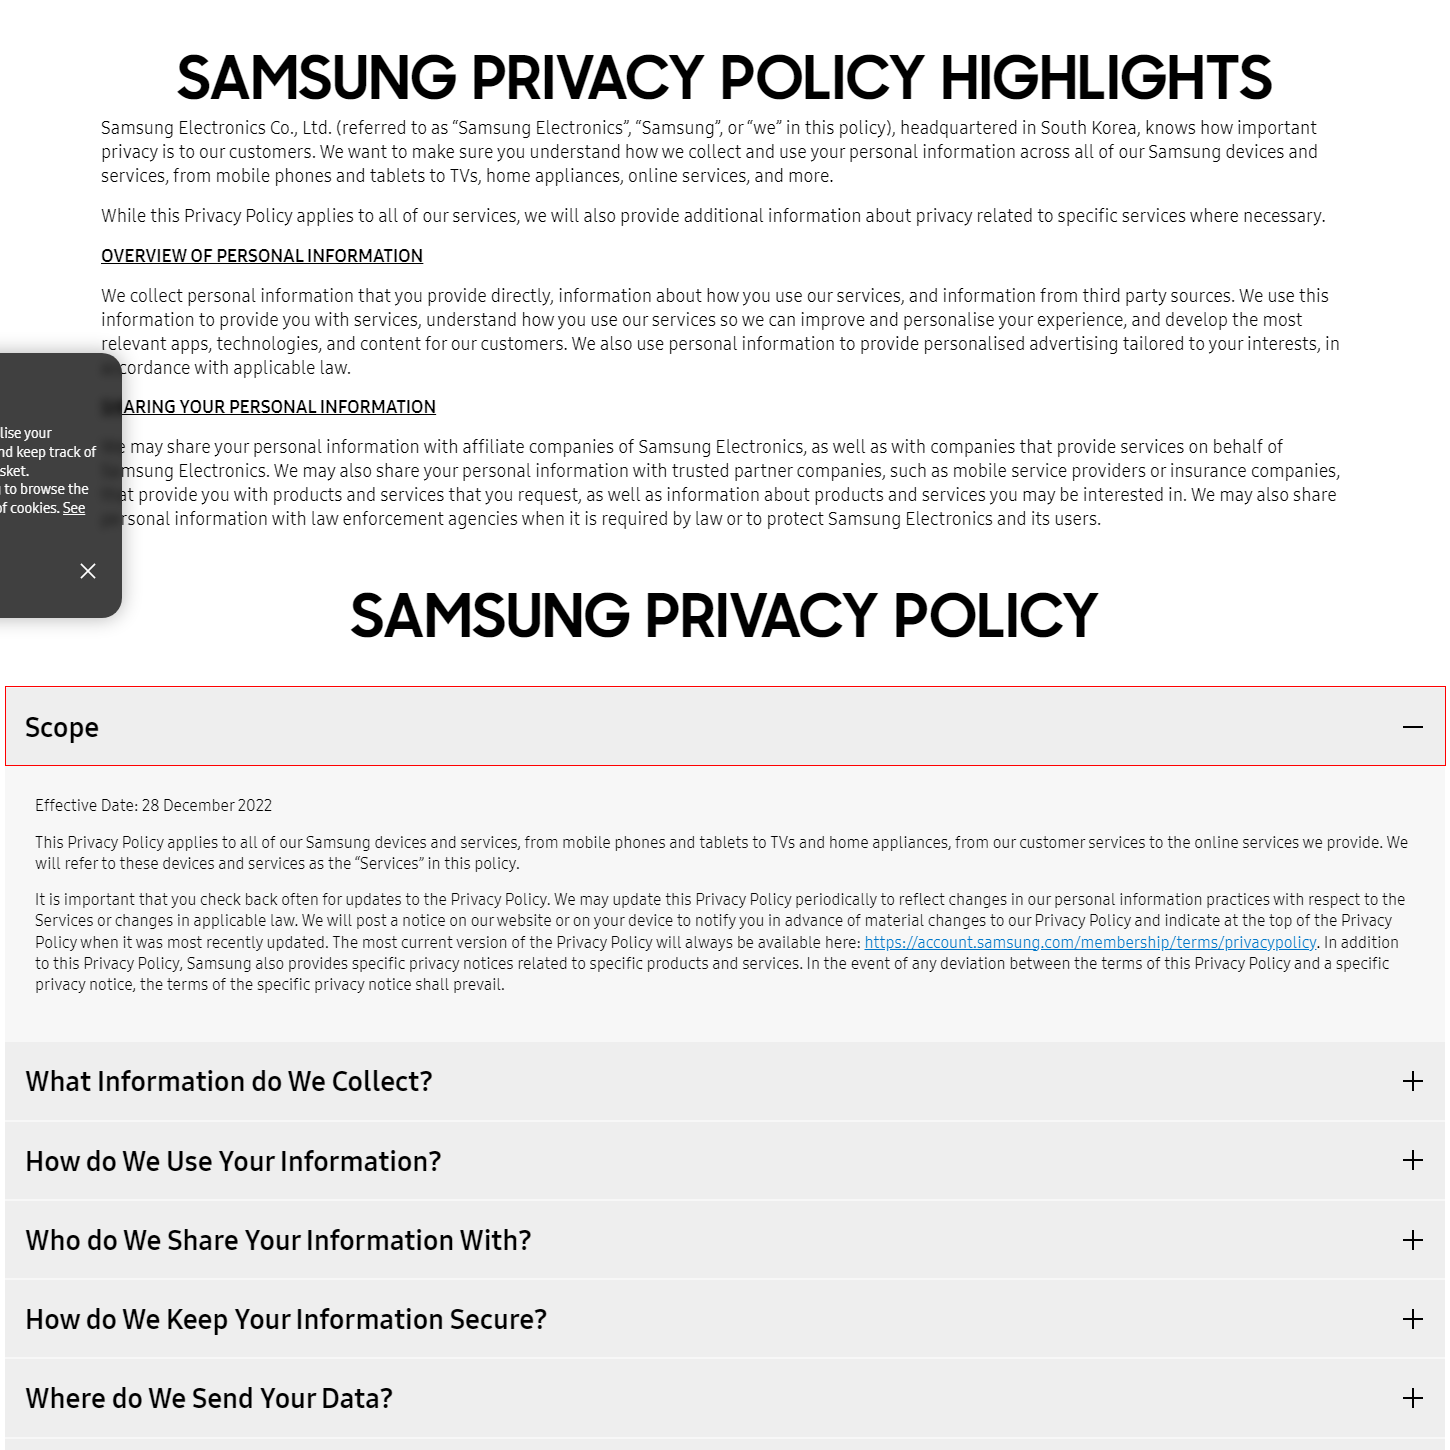 SAMSUNG PRIVACY POLICY HIGHLIGHTS
Samsung Electronics Co., Ltd. (referred to as “Samsung Electronics”, “Samsung”, or “we” in this policy), headquartered in South Korea, knows how important
privacy is to our customers. We want to make sure you understand how we collect and use your personal information across all of our Samsung devices and
services, from mobile phones and tablets to TVs, home appliances, online services, and more.
While this Privacy Policy applies to all of our services, we will also provide additional information about privacy related to specific services where necessary.
OVERVIEW OF PERSONAL INFORMATION
We collect personal information that you provide directly, information about how you use our services, and information from third party sources. We use this
information to provide you with services, understand how you use our services so we can improve and personalise your experience, and develop the most
relevant apps, technologies, and content for our customers. We also use personal information to provide personalised advertising tailored to your interests, in
cordance with applicable law.
ARING YOUR PERSONAL INFORMATION
e may share your personal information with affiliate companies of Samsung Electronics, as well as with companies that provide services on behalf of
msung Electronics. We may also share your personal information with trusted partner companies, such as mobile service providers or insurance companies,
at provide you with products and services that you request, as well as information about products and services you may be interested in. We may also share
rsonal information with law enforcement agencies when it is required by law or to protect Samsung Electronics and its users.
lise your
nd keep track of
sket.
to browse the
of cookies. See
SAMSUNG PRIVACY POLICY
Scope
Effective Date: 28 December 2022
This Privacy Policy applies to all of our Samsung devices and services, from mobile phones and tablets to TVs and home appliances, from our customer services to the online services we provide. We
will refer to these devices and services as the “Services” in this policy.
It is important that you check back often for updates to the Privacy Policy. We may update this Privacy Policy periodically to reflect changes in our personal information practices with respect to the
Services or changes in applicable law. We will post a notice on our website or on your device to notify you in advance of material changes to our Privacy Policy and indicate at the top of the Privacy
Policy when it was most recently updated. The most current version of the Privacy Policy will always be available here: https://account.samsung.com/membership/terms/privacypolicy. In addition
to this Privacy Policy, Samsung also provides specific privacy notices related to specific products and services. In the event of any deviation between the terms of this Privacy Policy and a specific
privacy notice, the terms of the specific privacy notice shall prevail.
What Information do We Collect?
How do We Use Your Information?
Who do We Share Your Information With?
How do We Keep Your Information Secure?
Where do We Send Your Data?